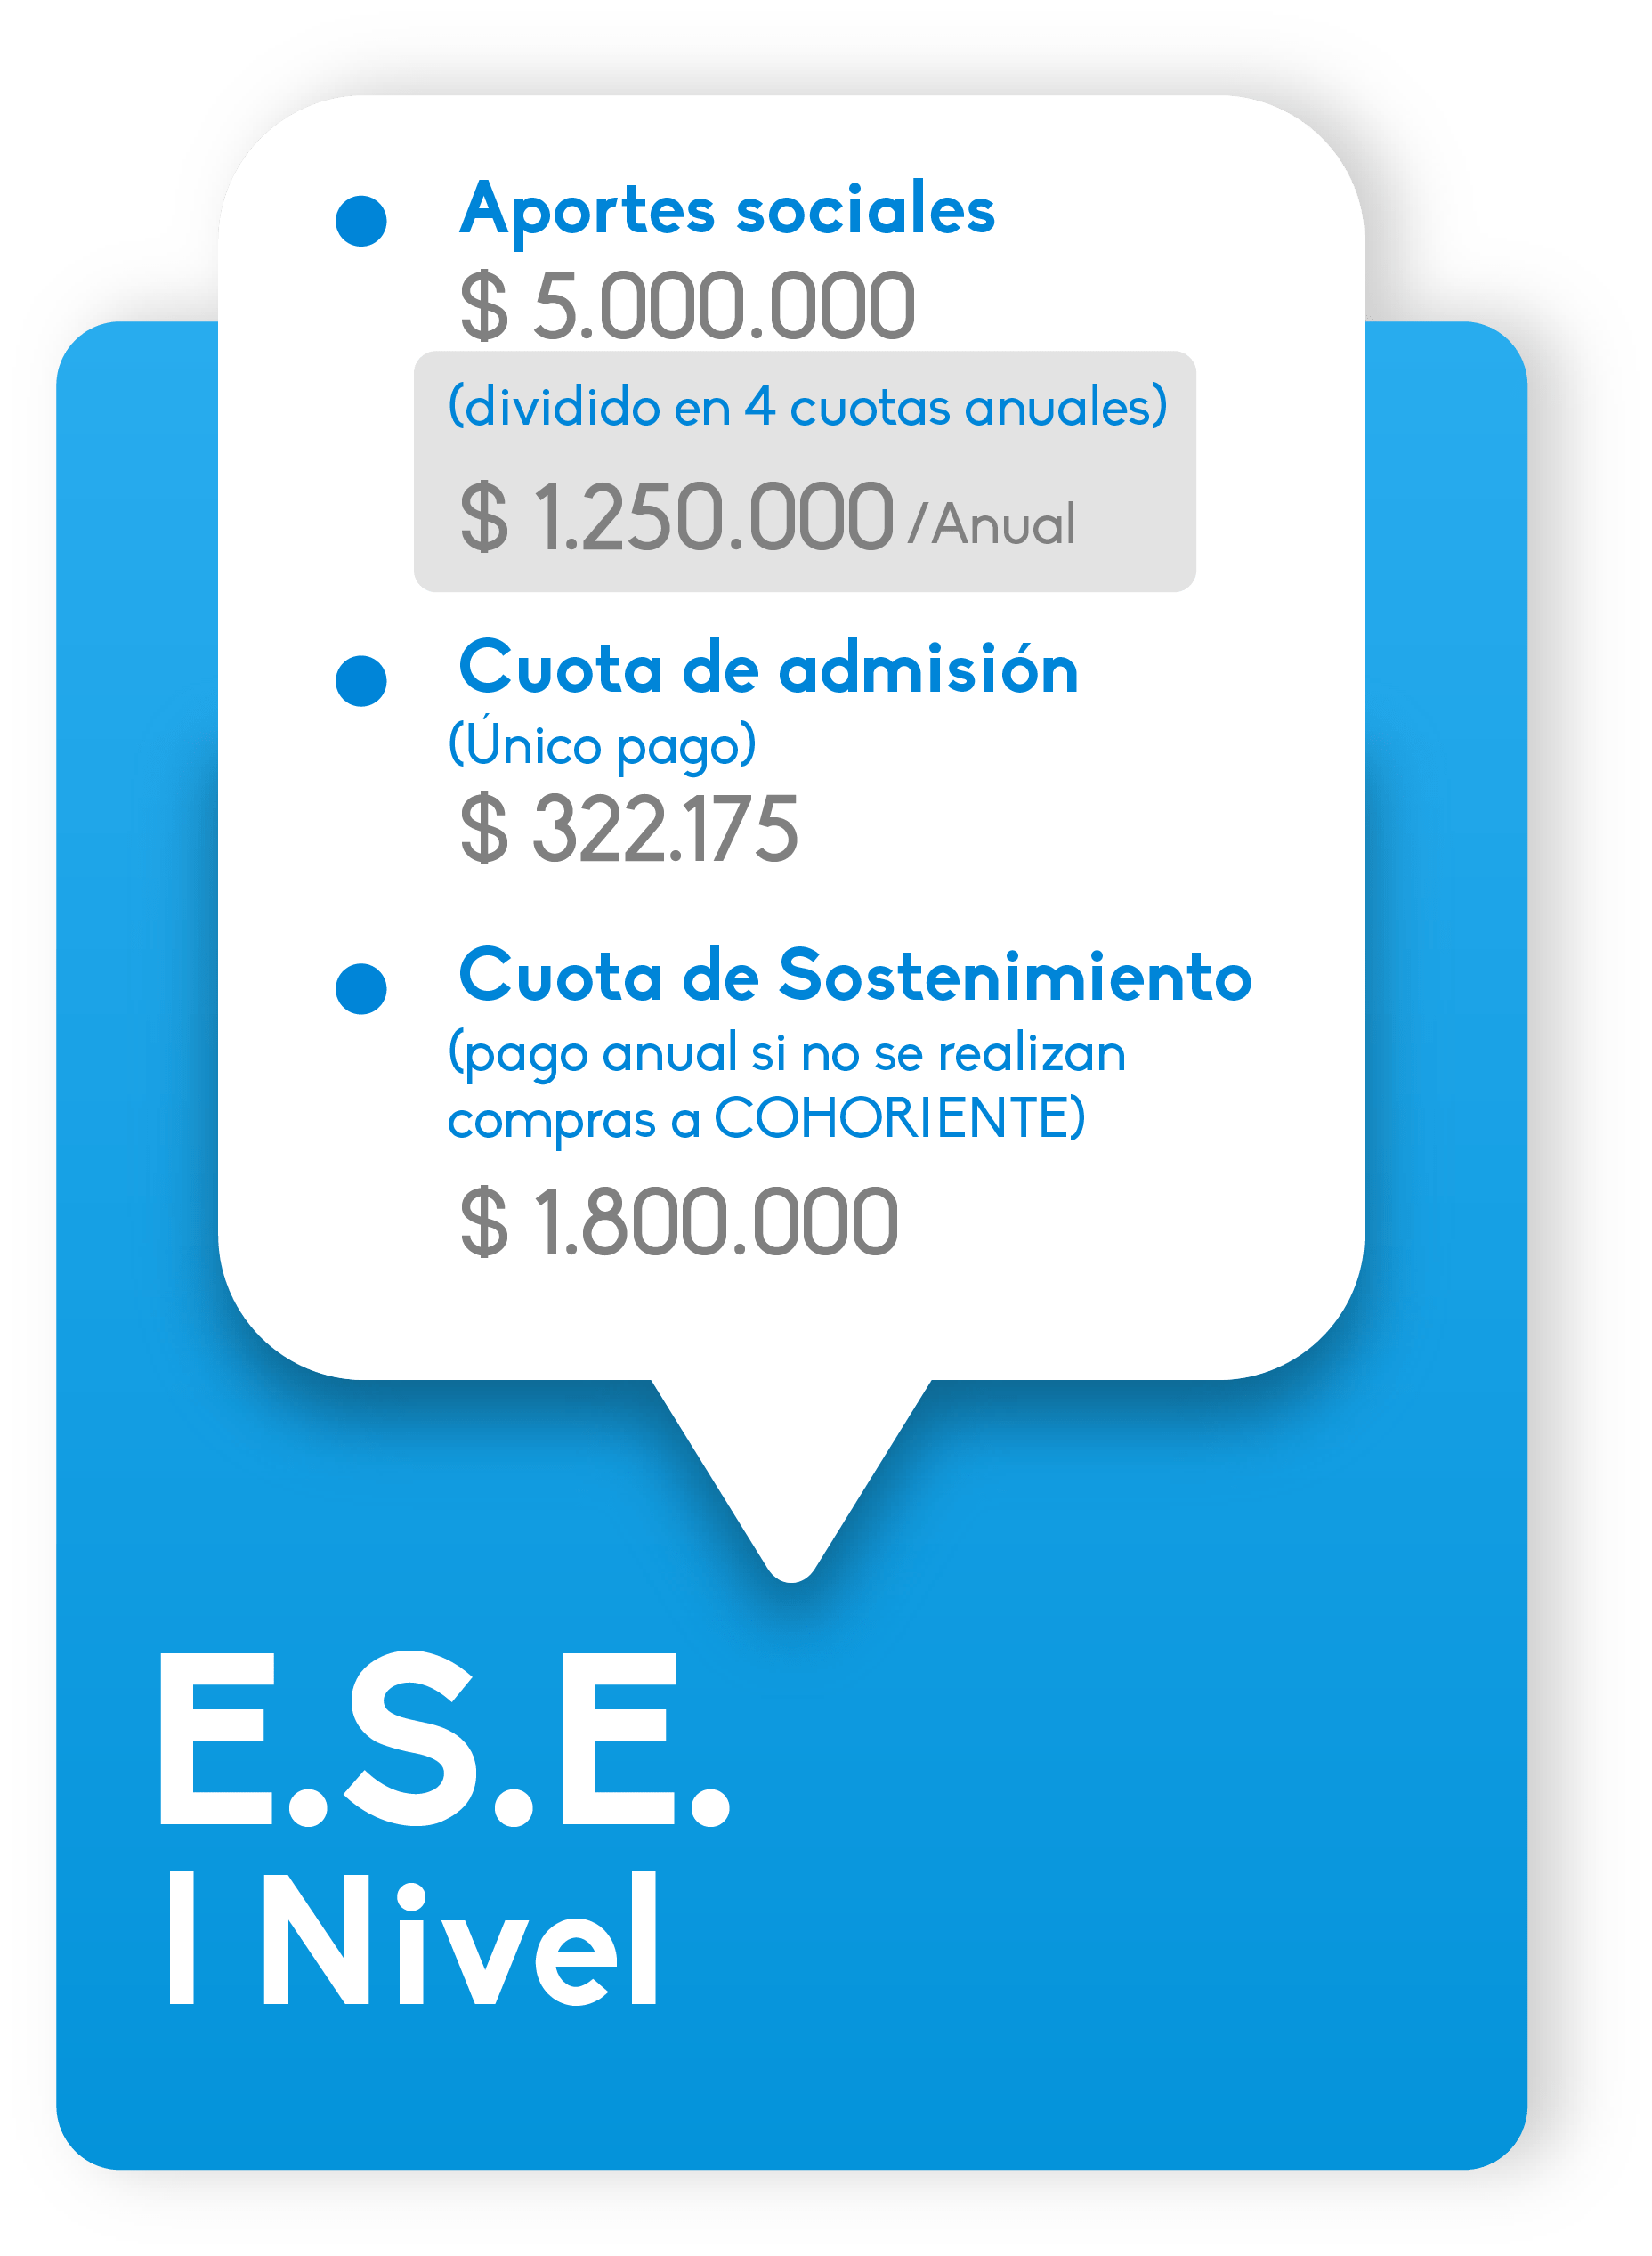 Aportes sociales
$ 5.000.000
(dividido en 4 cuotas anuales)
$ 1.250.000 /Anual
Cuota de admisión
(Único pago)
$ 322.175
Cuota de Sostenimiento
(pago anual si no se realizan
compras a COHORIENTE)
$ 1.800.000
E.S.E.
I Nivel